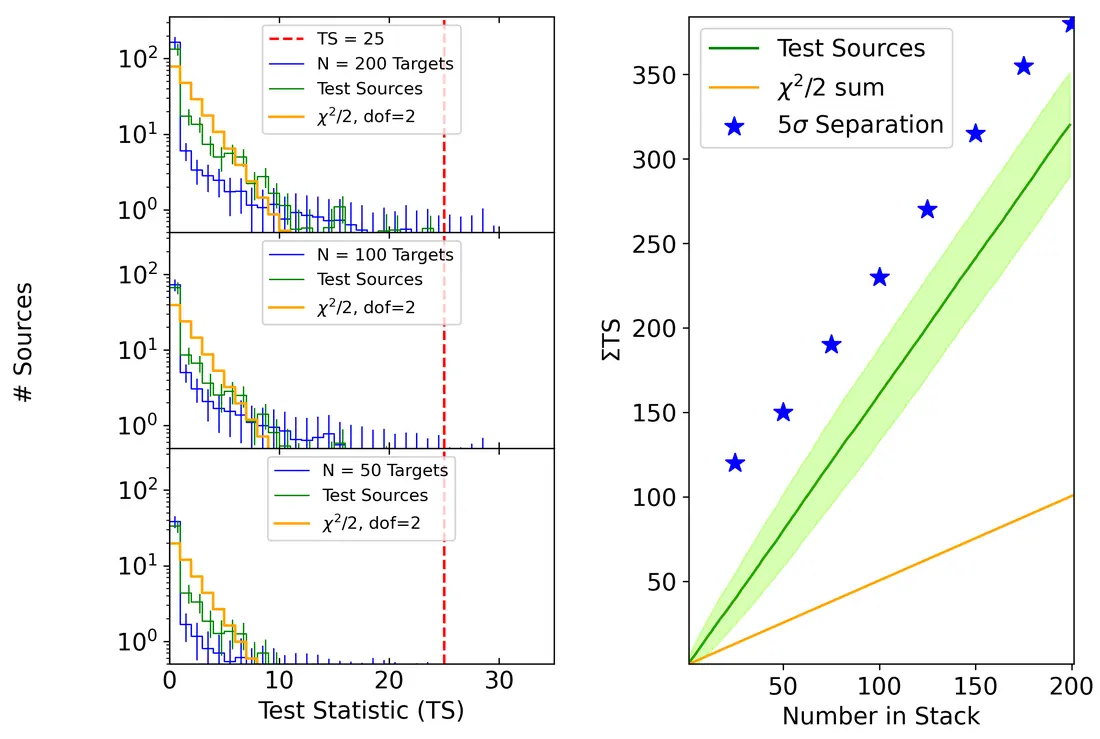 # Sources
10²
10¹
10⁰
TS = 25
N = 200 Targets
Test Sources
χ²/2, dof=2
10²
10¹
10⁰
N = 100 Targets
Test Sources
χ²/2, dof=2
10²
10¹
10⁰
N = 50 Targets
Test Sources
χ²/2, dof=2
0 10 20 30
Test Statistic (TS)
ΣTS
350
300
250
200
150
100
50
Test Sources
χ²/2 sum
5σ Separation
50 100 150 200
Number in Stack